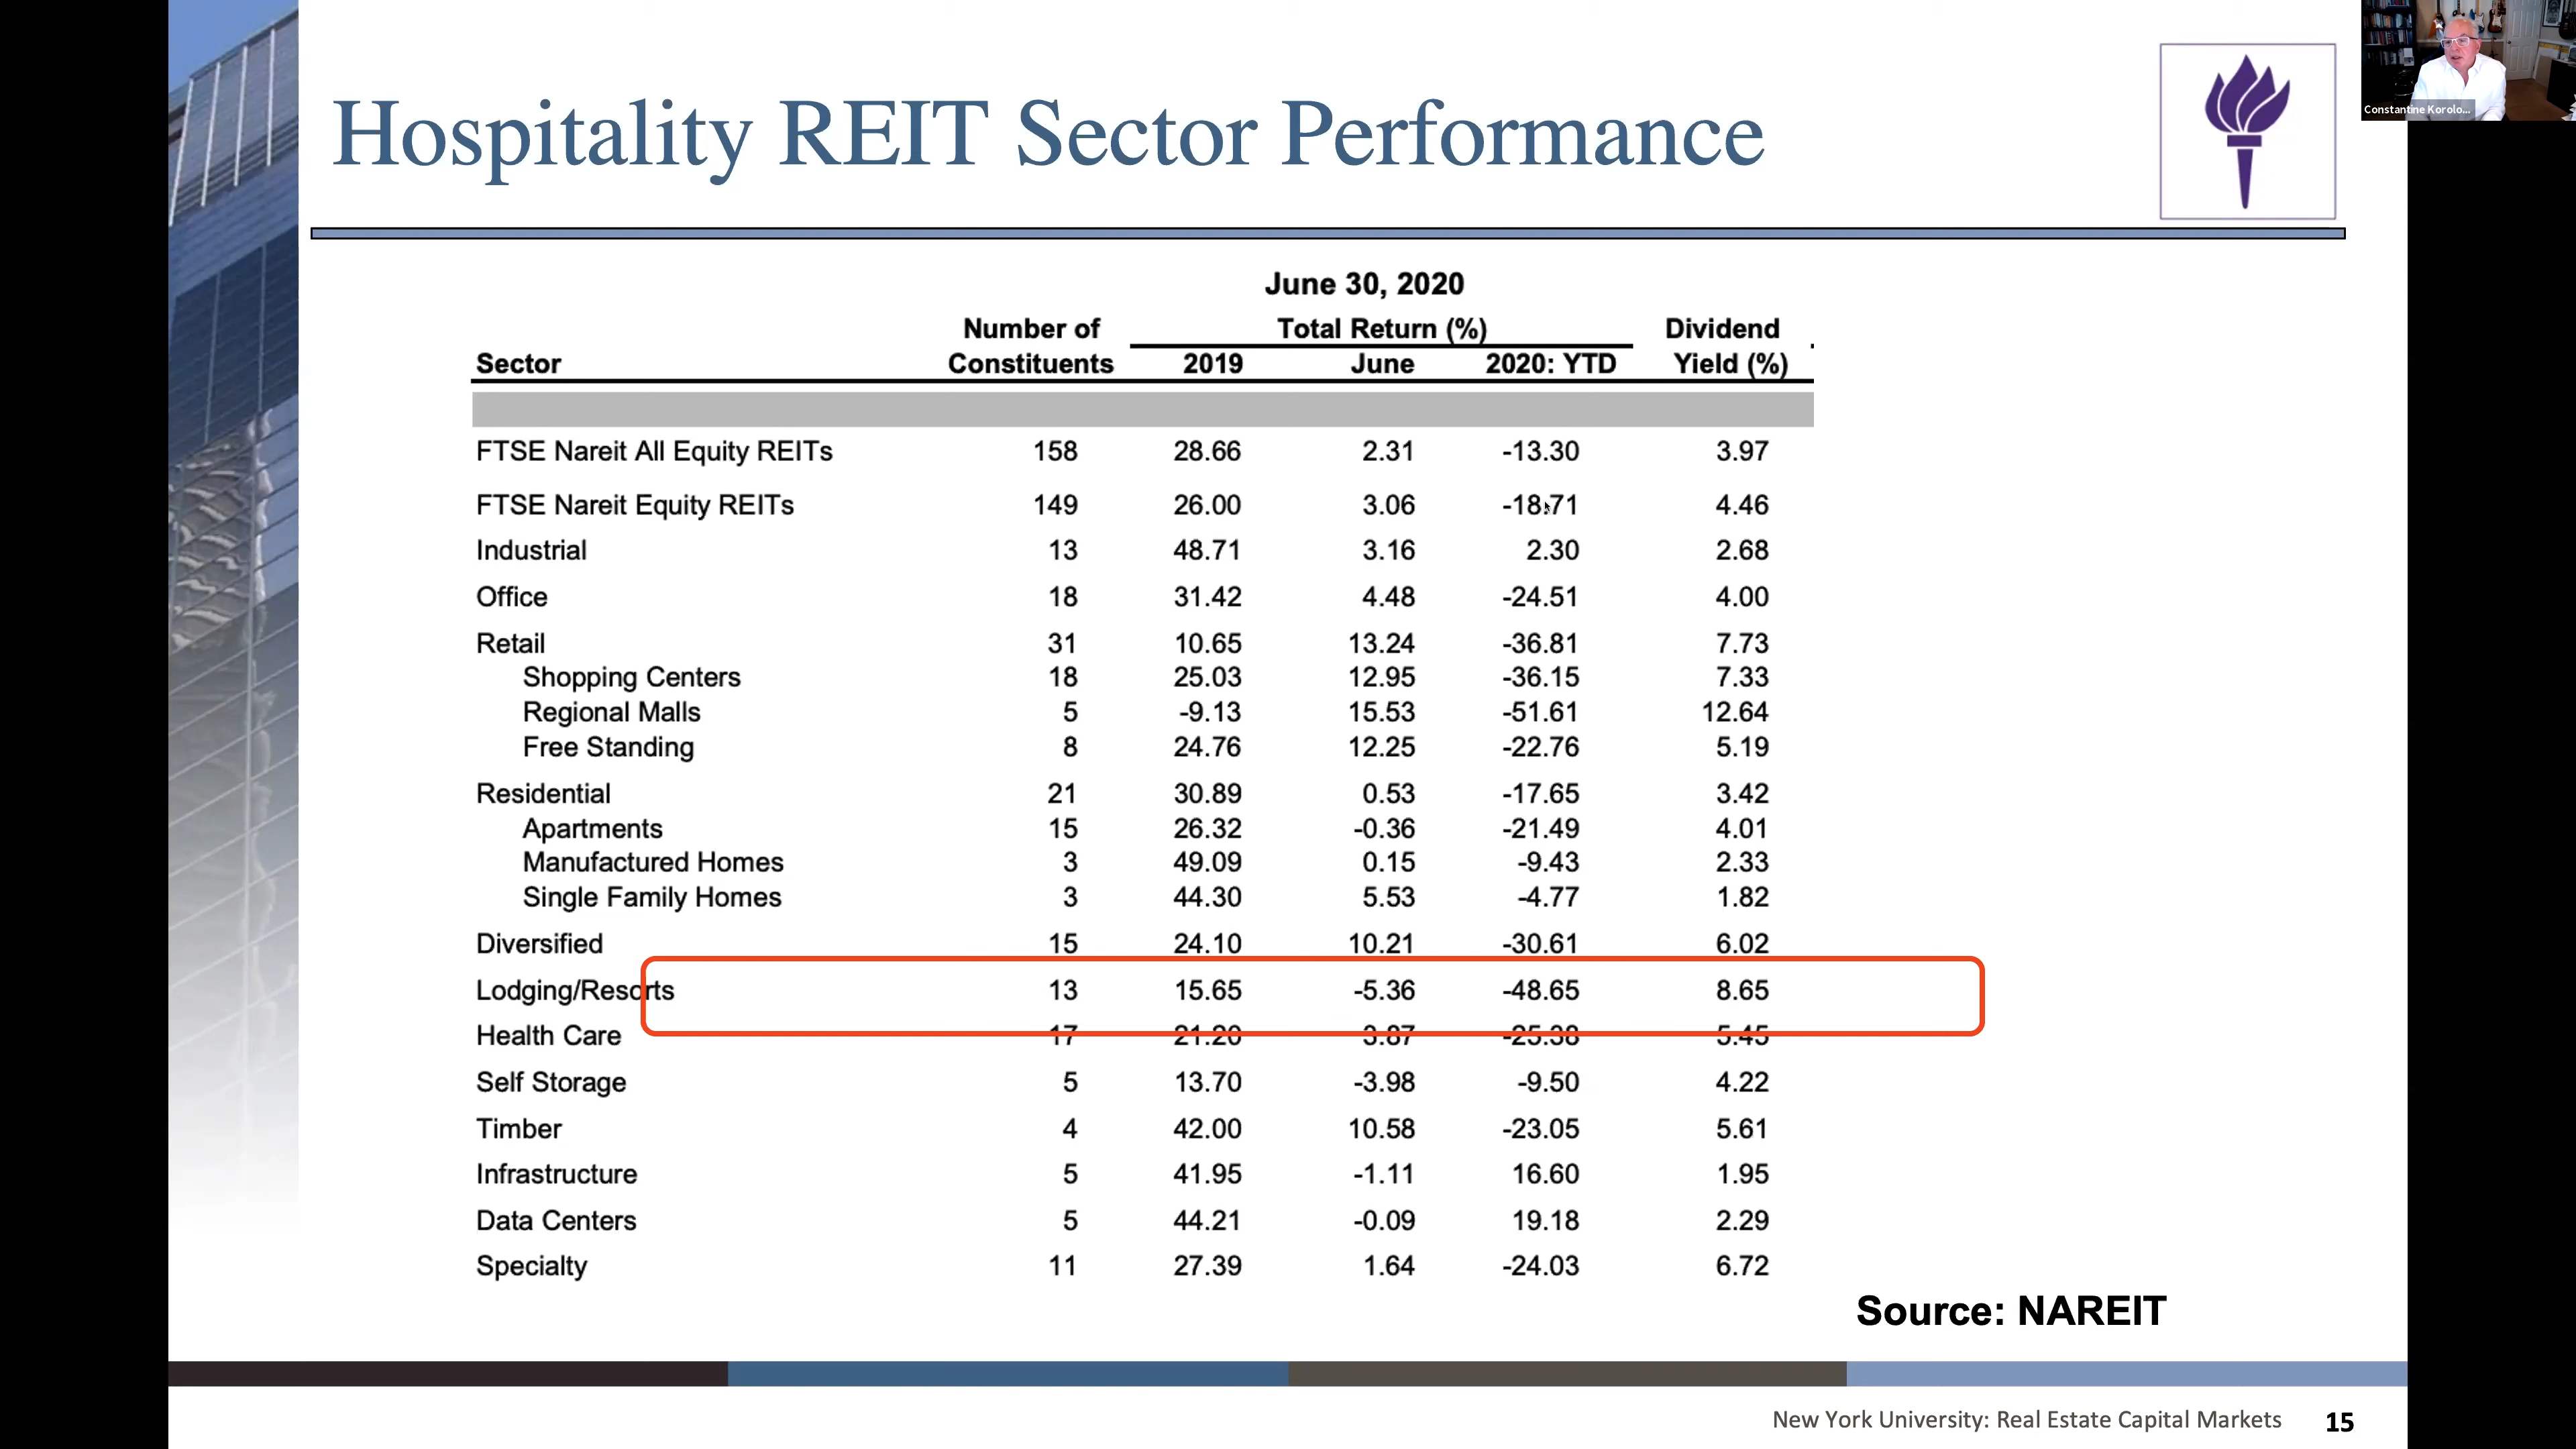 Hospitality REIT Sector Performance
Constantine Korolo...
June 30, 2020
Number of Total Return (%) Dividend
Sector Constituents 2019 June 2020: YTD Yield (%)
FTSE Nareit All Equity REITs 158 28.66 2.31 -13.30 3.97
FTSE Nareit Equity REITs 149 26.00 3.06 -18.71 4.46
Industrial 13 48.71 3.16 2.30 2.68
Office 18 31.42 4.48 -24.51 4.00
Retail 31 10.65 13.24 -36.81 7.73
Shopping Centers 18 25.03 12.95 -36.15 7.33
Regional Malls 5 -9.13 15.53 -51.61 12.64
Free Standing 8 24.76 12.25 -22.76 5.19
Residential 21 30.89 0.53 -17.65 3.42
Apartments 15 26.32 -0.36 -21.49 4.01
Manufactured Homes 3 49.09 0.15 -9.43 2.33
Single Family Homes 3 44.30 5.53 -4.77 1.82
Diversified 15 24.10 10.21 -30.61 6.02
Lodging/Resorts 13 15.65 -5.36 -48.65 8.65
Health Care 17 21.20 3.87 -25.38 5.45
Self Storage 5 13.70 -3.98 -9.50 4.22
Timber 4 42.00 10.58 -23.05 5.61
Infrastructure 5 41.95 -1.11 16.60 1.95
Data Centers 5 44.21 -0.09 19.18 2.29
Specialty 11 27.39 1.64 -24.03 6.72
Source: NAREIT
New York University: Real Estate Capital Markets 15